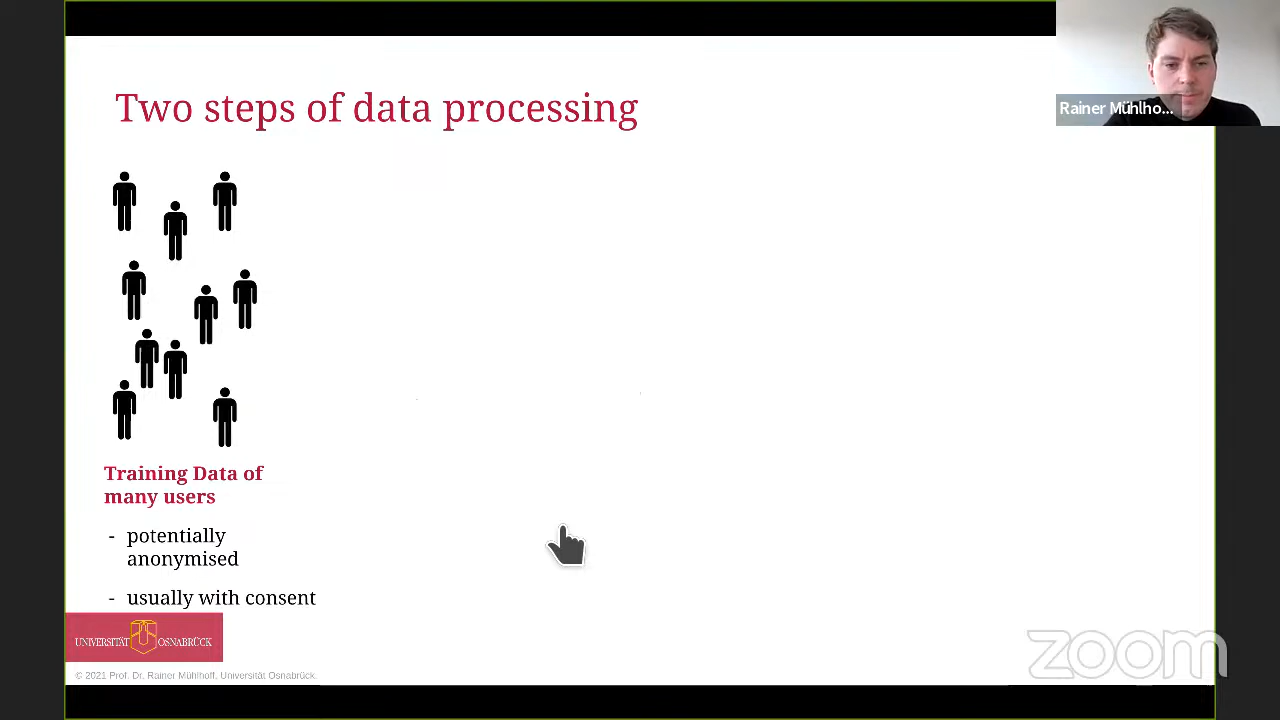 Two steps of data processing
Rainer Mühlho...
Training Data of
many users
- potentially
anonymised
- usually with consent
UNIVERSITÄT OSNABRÜCK
zoom
© 2021 Prof. Dr. Rainer Mühlhoff, Universität Osnabrück.